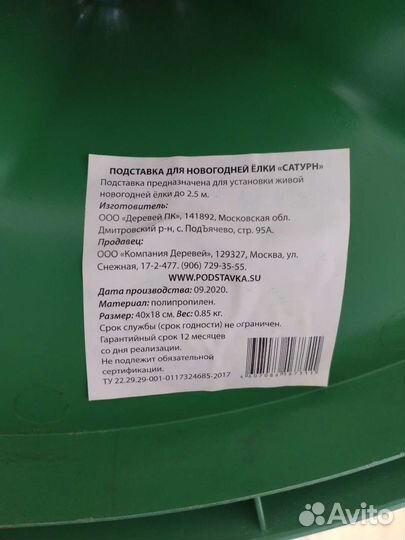 ПОДСТАВКА ДЛЯ НОВОГОДНЕЙ ЁЛКИ «САТУРН»
Подставка предназначена для установки живой
новогодней ёлки до 2.5 м.
Изготовитель:
ООО «Деревей ПК», 141892, Московская обл.
Дмитровский р-н, с. ПодЪячево, стр. 95А.
Продавец:
ООО «Компания Деревей», 129327, Москва, ул.
Снежная, 17-2-477. (906) 729-35-55.
WWW.PODSTAVKA.SU
Дата производства: 09.2020.
Материал: полипропилен.
Размер: 40х18 см. Вес: 0.85 кг.
Срок службы (срок годности) не ограничен.
Гарантийный срок 12 месяцев
со дня реализации.
Не подлежит обязательной
сертификации.
ТУ 22.29.29-001-0117324685-2017
Avito